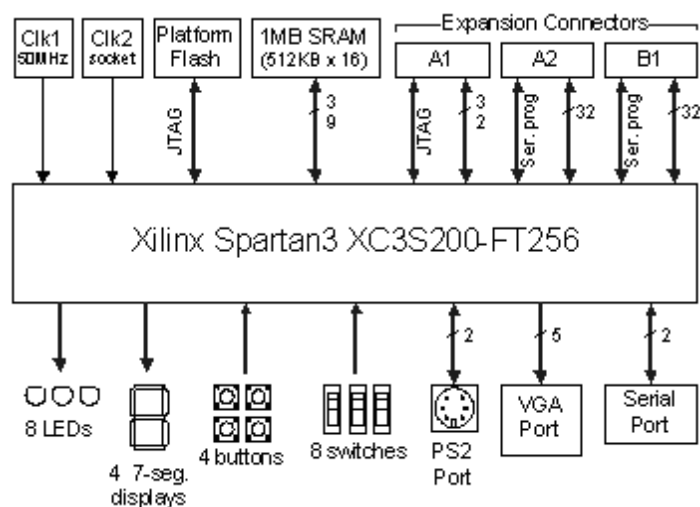 Expansion Connectors
Clk1
50MHz
Clk2
socket
Platform
Flash
1MB SRAM
(512KB x 16)
A1
A2
B1
JTAG
3
9
JTAG
3
2
Ser. prog
32
Ser. prog
32
Xilinx Spartan3 XC3S200-FT256
2
5
2
8 LEDs
4 7-seg.
displays
4 buttons
8 switches
PS2
Port
VGA
Port
Serial
Port